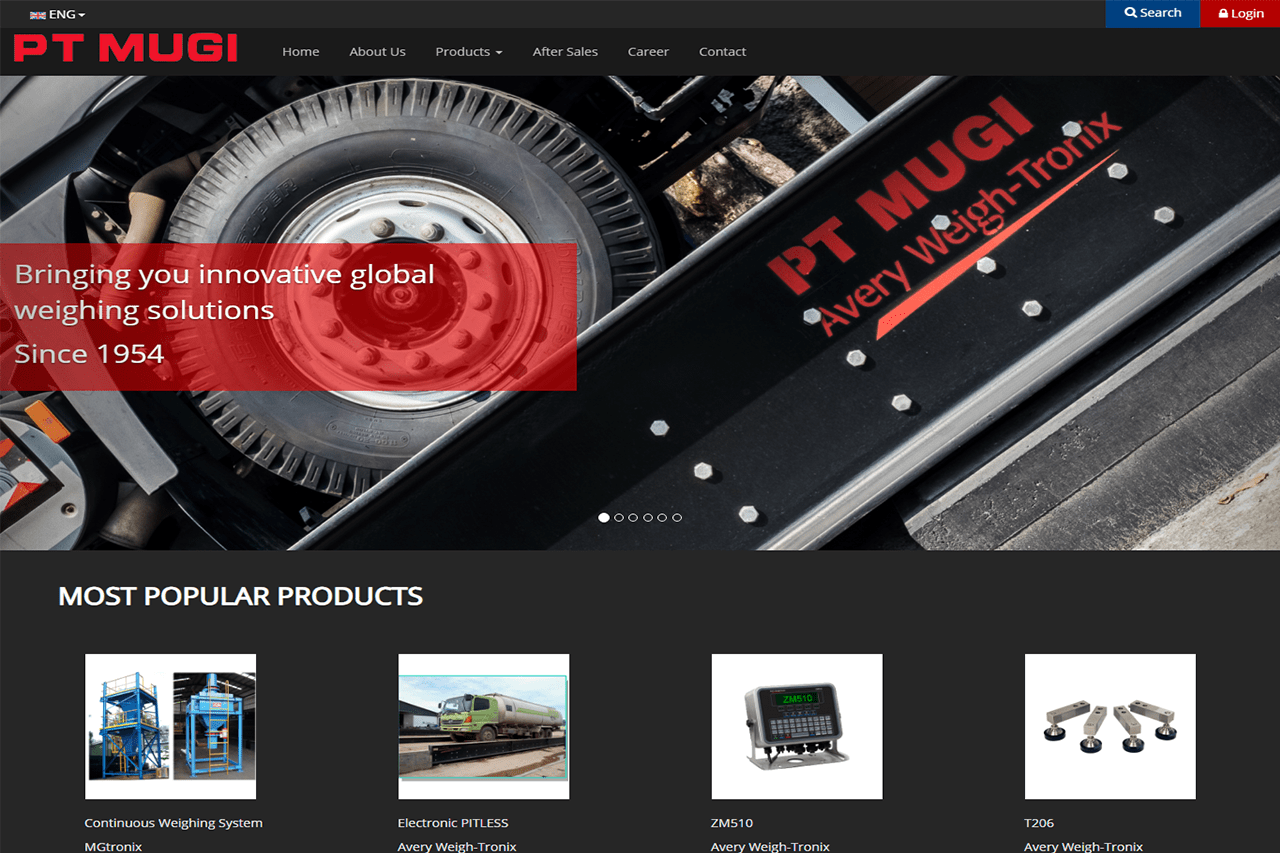 ENG
Search
Login
PT MUGI
Home
About Us
Products
After Sales
Career
Contact
PT MUGI
Avery Weigh-Tronix
Bringing you innovative global
weighing solutions
Since 1954
MOST POPULAR PRODUCTS
ZM510
Continuous Weighing System
MGtronix
Electronic PITLESS
Avery Weigh-Tronix
ZM510
Avery Weigh-Tronix
T206
Avery Weigh-Tronix